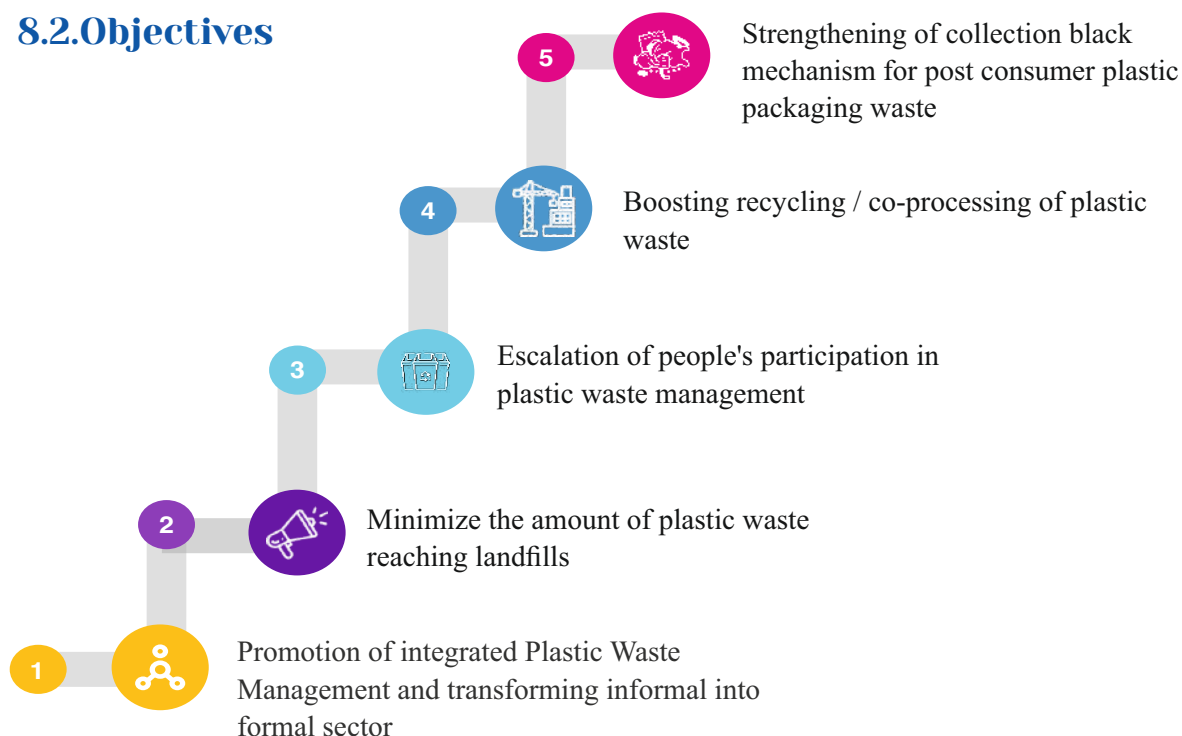 8.2.Objectives
5
Strengthening of collection black
mechanism for post consumer plastic
packaging waste
4
Boosting recycling / co-processing of plastic
waste
3
Escalation of people's participation in
plastic waste management
2
Minimize the amount of plastic waste
reaching landfills
1
Promotion of integrated Plastic Waste
Management and transforming informal into
formal sector